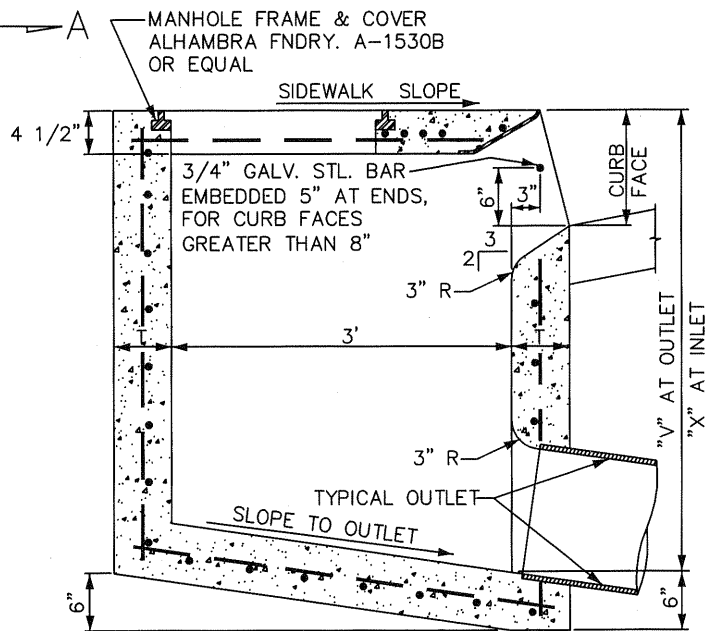 A
MANHOLE FRAME & COVER
ALHAMBRA FNDRY. A-1530B
OR EQUAL
SIDEWALK SLOPE
4 1/2"
3/4" GALV. STL. BAR
EMBEDDED 5" AT ENDS,
FOR CURB FACES
GREATER THAN 8"
6"
3"
CURB
FACE
3
2
3" R
T
3'
T
"V" AT OUTLET
"X" AT INLET
3" R
TYPICAL OUTLET
SLOPE TO OUTLET
6"
6"